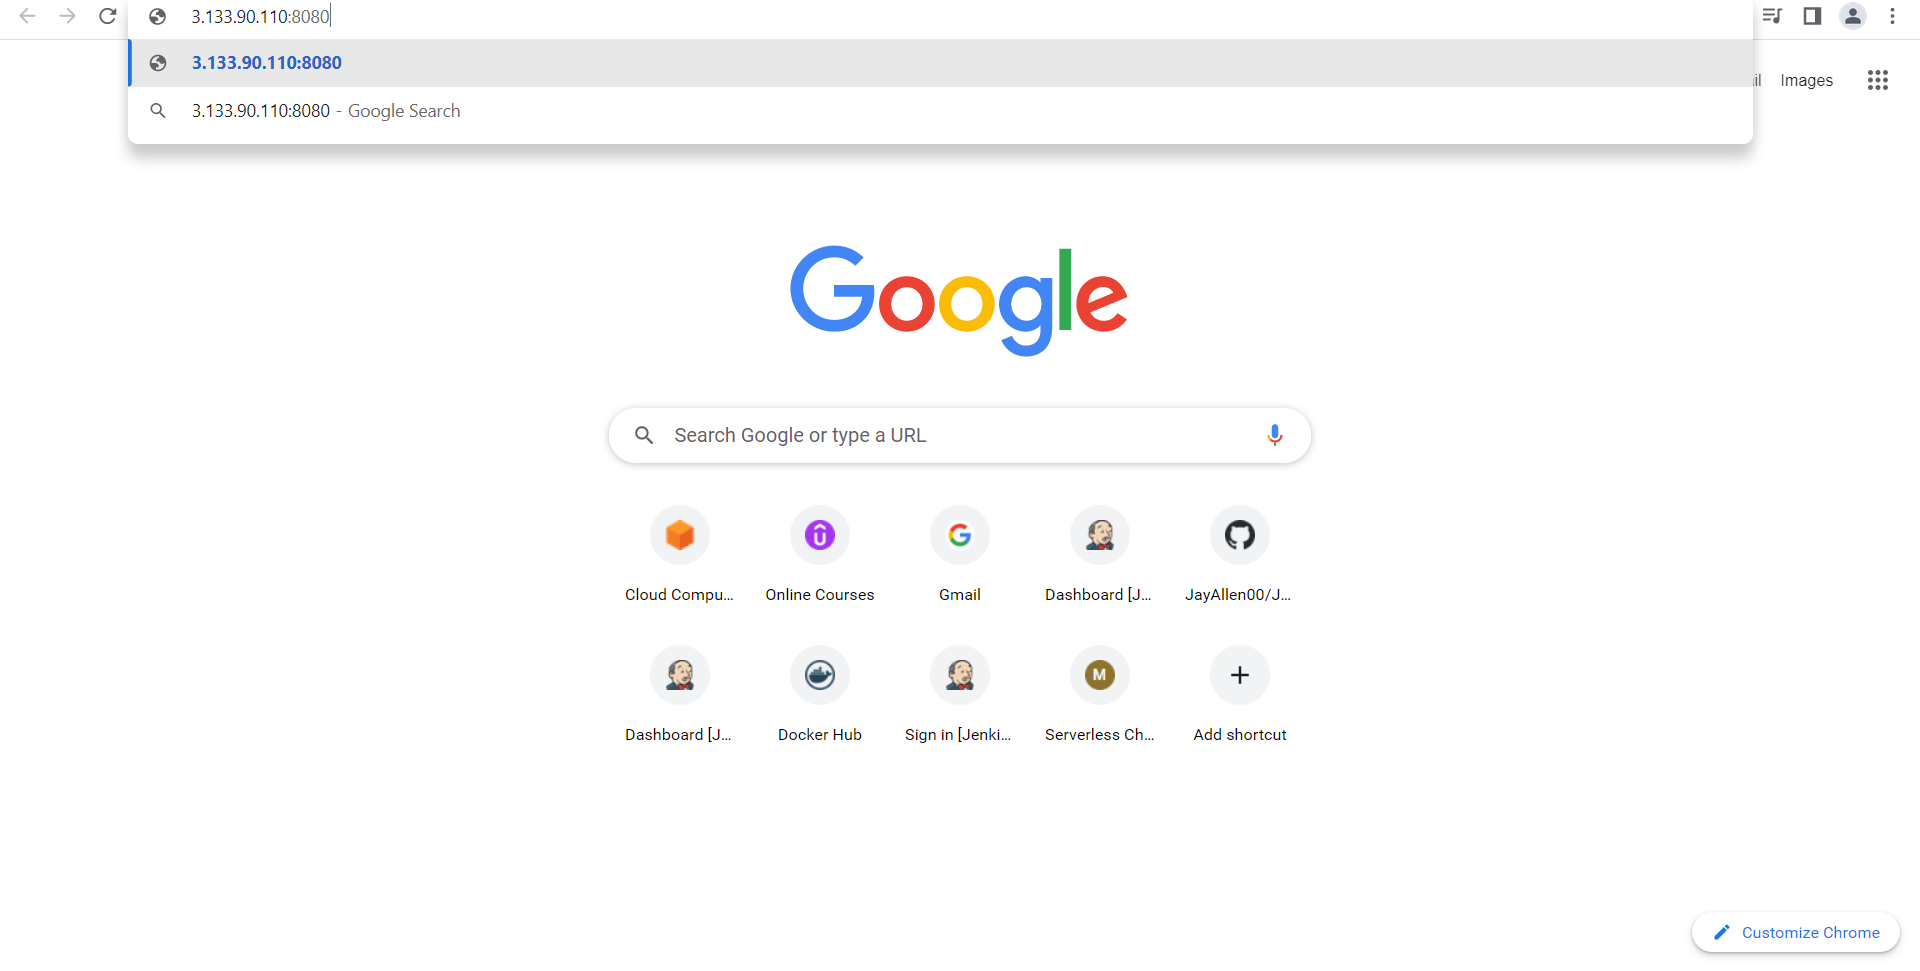 3.133.90.110:8080
3.133.90.110:8080
3.133.90.110:8080 - Google Search
il Images
Google
Search Google or type a URL
Cloud Compu... Online Courses Gmail Dashboard [J... JayAllen00/J...
M
Dashboard [J... Docker Hub Sign in [Jenki... Serverless Ch... Add shortcut
Customize Chrome